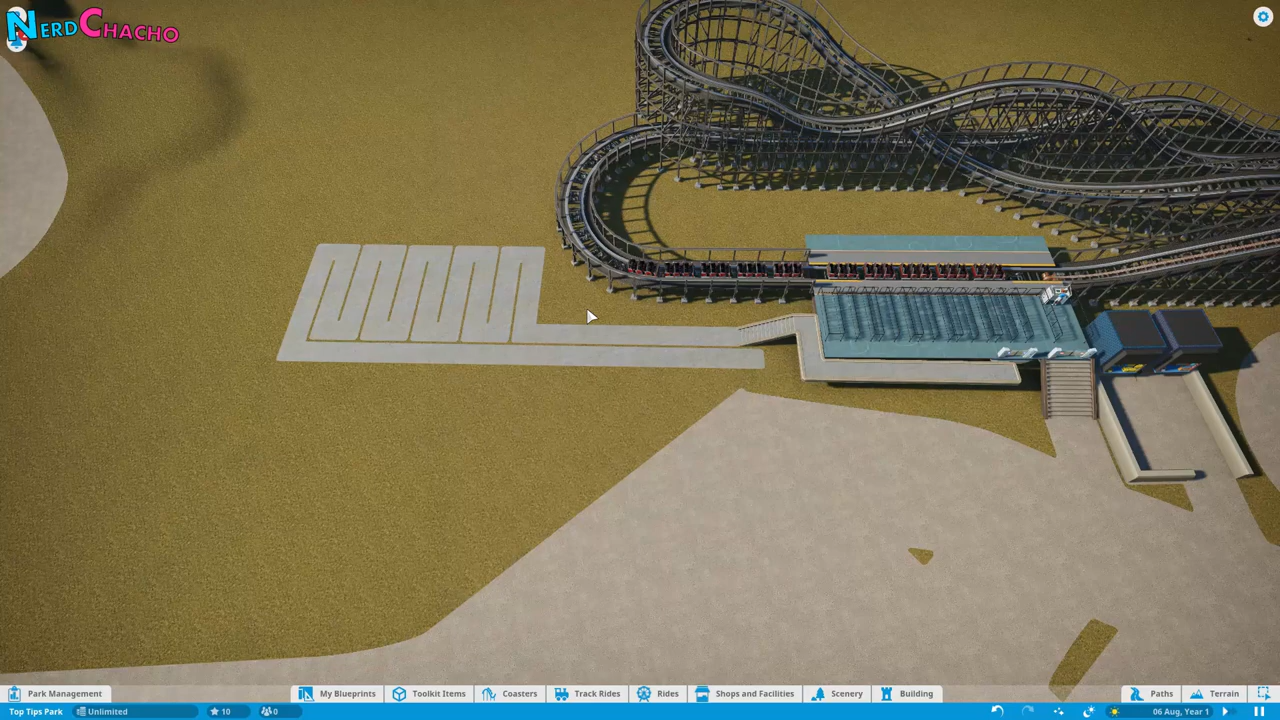 NERDCHACHO
Park Management
My Blueprints
Toolkit Items
Coasters
Track Rides
Rides
Shops and Facilities
Scenery
Building
Paths
Terrain
Top Tips Park
Unlimited
10
0
06 Aug, Year 1